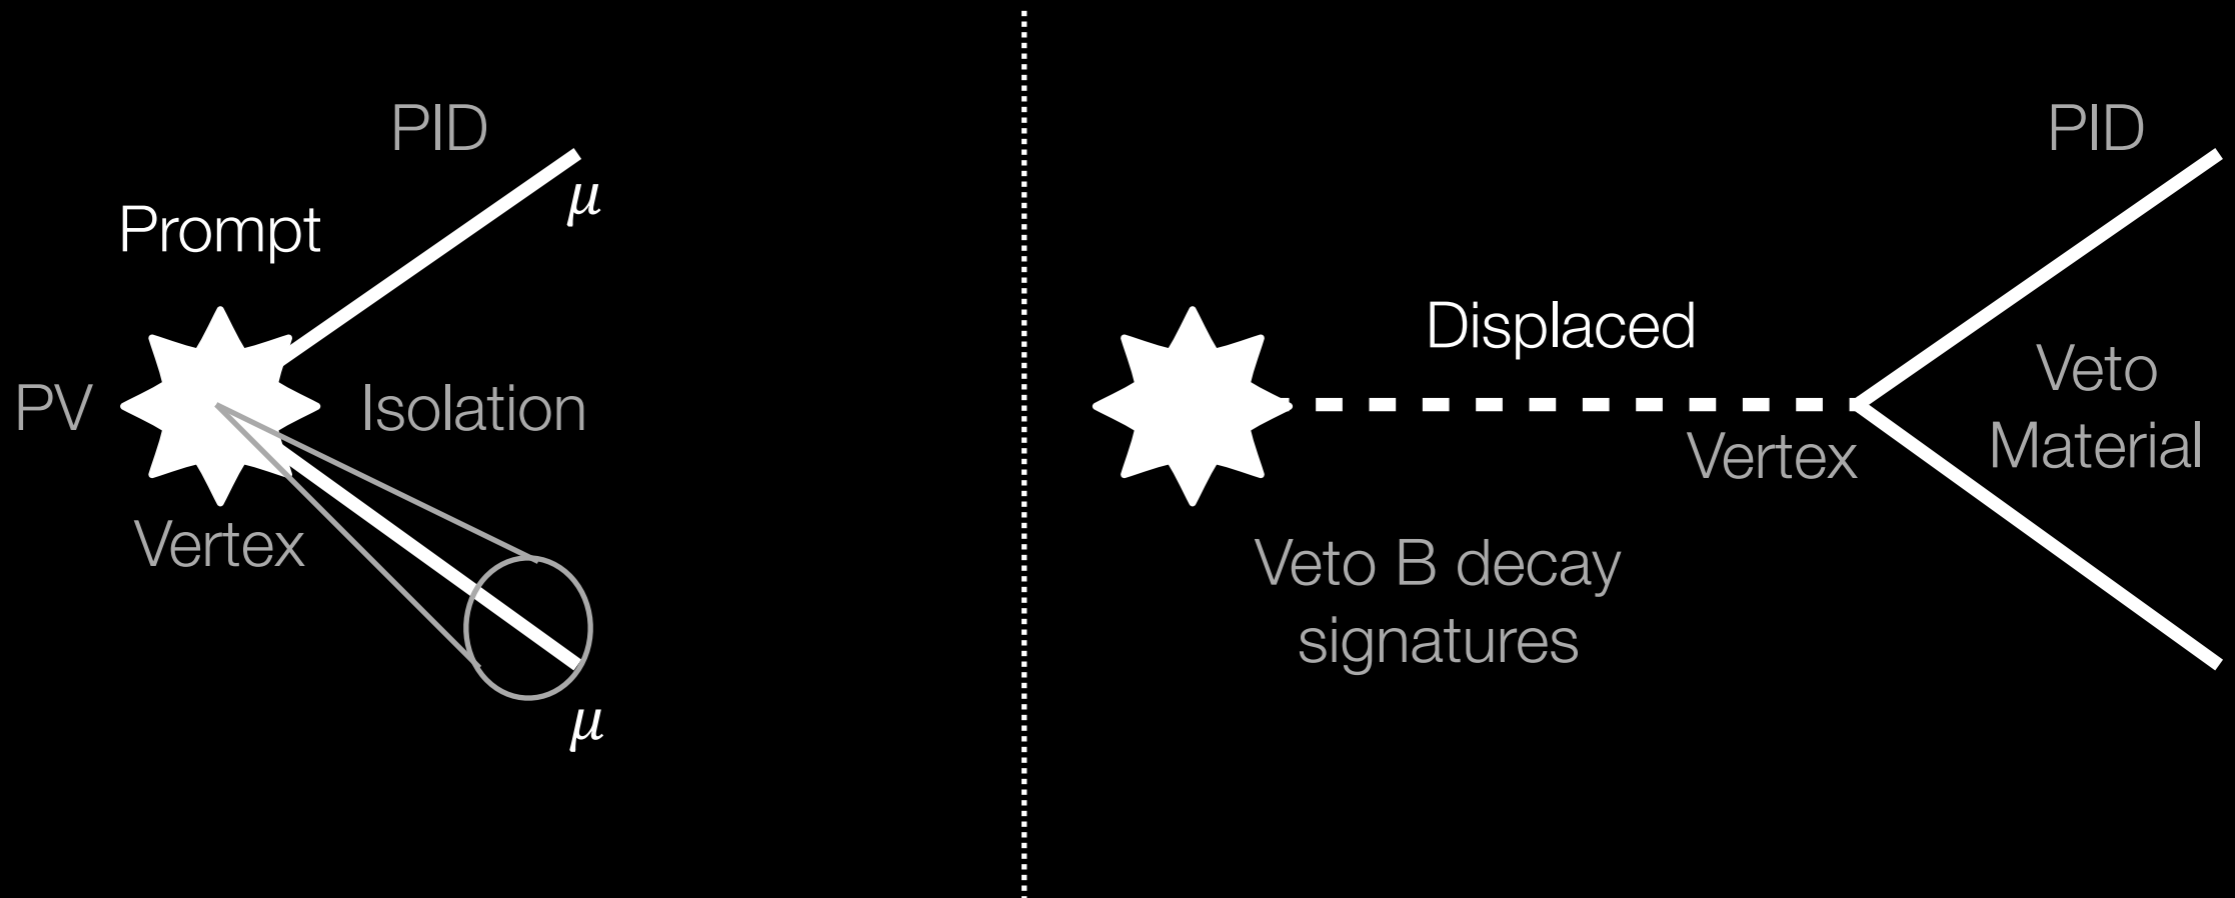 PID
μ
Prompt
PV
Isolation
Vertex
μ
PID
Displaced
Veto
Material
Vertex
Veto B decay
signatures